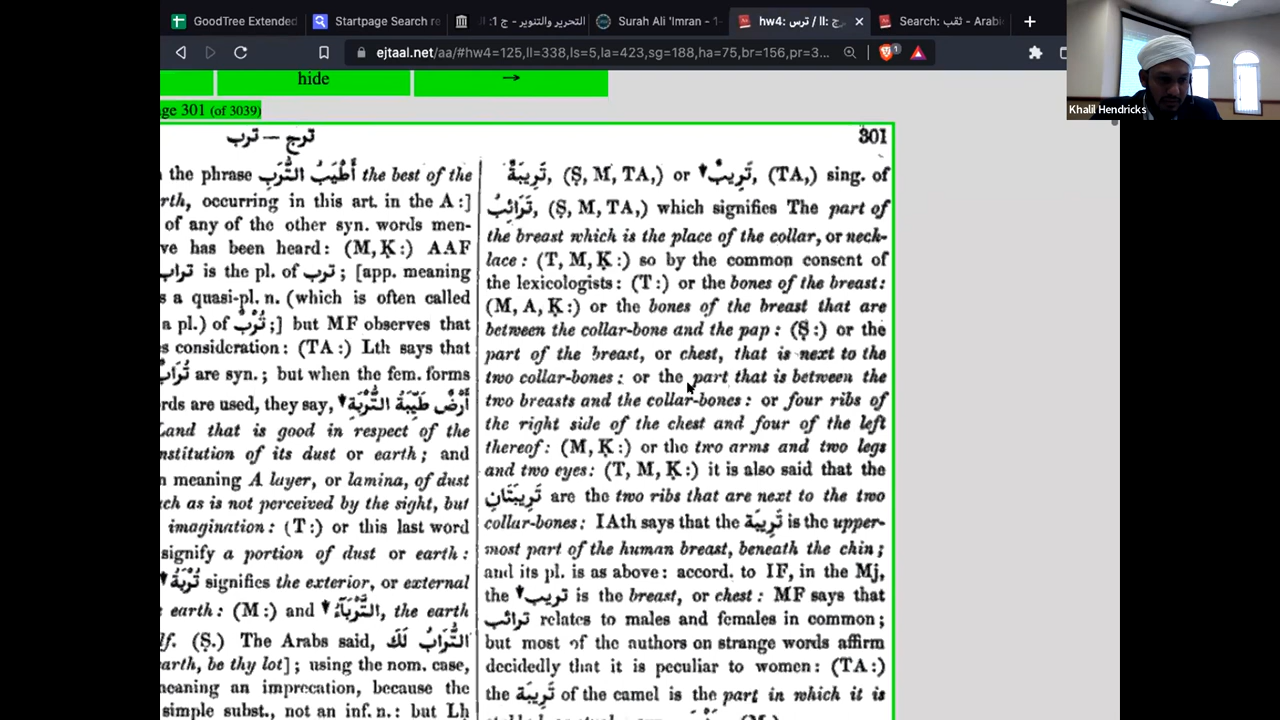 GoodTree Extended
Startpage Search re
التحرير والتنوير - ج 1:
Surah Ali 'Imran - 1-
hw4: ترس / ll: رج
Search: ثقب - Arabi
ejtaal.net/aa/#hw4=125,ll=338,ls=5,la=423,sg=188,ha=75,br=156,pr=3...
Khalil Hendricks
hide
→
ge 301 (of 3039)
ترج — ترب
301
the phrase أَطْيَبُ التُّرَبِ the best of the
rth, occurring in this art. in the A:]
of any of the other syn. words men-
ve has been heard: (M, Ḳ:) AAF
تراب is the pl. of ترب; [app. meaning
s a quasi-pl. n. (which is often called
a pl.) of تُرْبٌ;] but MF observes that
s consideration: (TA:) Lth says that
تُرَابٌ are syn.; but when the fem. forms
rds are used, they say, أَرْضٌ طَيِّبَةُ التُّرْبَةِ
Land that is good in respect of the
nstitution of its dust or earth; and
n meaning A layer, or lamina, of dust
ch as is not perceived by the sight, but
imagination: (T:) or this last word
signify a portion of dust or earth:
تُرْبَةٌ signifies the exterior, or external
earth: (M:) and التَّرْبَآءُ, the earth
lf. (Ṣ.) The Arabs said, التُّرَابُ لَكَ
earth, be thy lot]; using the nom. case,
meaning an imprecation, because the
simple subst., not an inf. n.: but Lh
تَرِيبَةٌ, (Ṣ, M, TA,) or تَرِيبٌ, (TA,) sing. of
تَرَائِبُ, (Ṣ, M, TA,) which signifies The part of
the breast which is the place of the collar, or neck-
lace: (T, M, Ḳ:) so by the common consent of
the lexicologists: (T:) or the bones of the breast:
(M, A, Ḳ:) or the bones of the breast that are
between the collar-bone and the pap: (Ṣ:) or the
part of the breast, or chest, that is next to the
two collar-bones: or the part that is between the
two breasts and the collar-bones: or four ribs of
the right side of the chest and four of the left
thereof: (M, Ḳ:) or the two arms and two legs
and two eyes: (T, M, Ḳ:) it is also said that the
تَرِيبَتَانِ are the two ribs that are next to the two
collar-bones: IAth says that the تَرِيبَة is the upper-
most part of the human breast, beneath the chin;
and its pl. is as above: accord. to IF, in the Mj,
the تريب is the breast, or chest: MF says that
ترائب relates to males and females in common;
but most of the authors on strange words affirm
decidedly that it is peculiar to women: (TA:)
the تَرِيبَة of the camel is the part in which it is